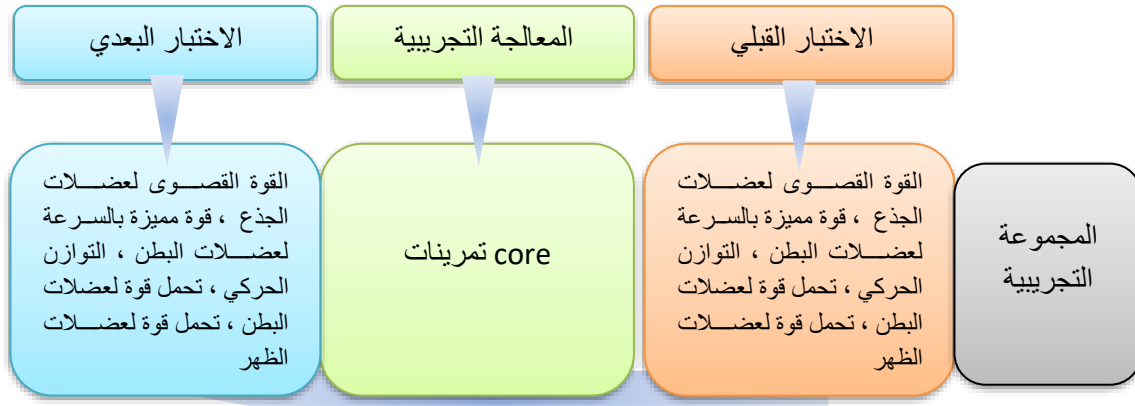 الاختبار القبلي
المعالجة التجريبية
الاختبار البعدي
المجموعة
التجريبية
القوة القصوى لعضلات
الجذع ، قوة مميزة بالسرعة
لعضلات البطن ، التوازن
الحركي ، تحمل قوة لعضلات
البطن ، تحمل قوة لعضلات
الظهر
تمرينات core
القوة القصوى لعضلات
الجذع ، قوة مميزة بالسرعة
لعضلات البطن ، التوازن
الحركي ، تحمل قوة لعضلات
البطن ، تحمل قوة لعضلات
الظهر